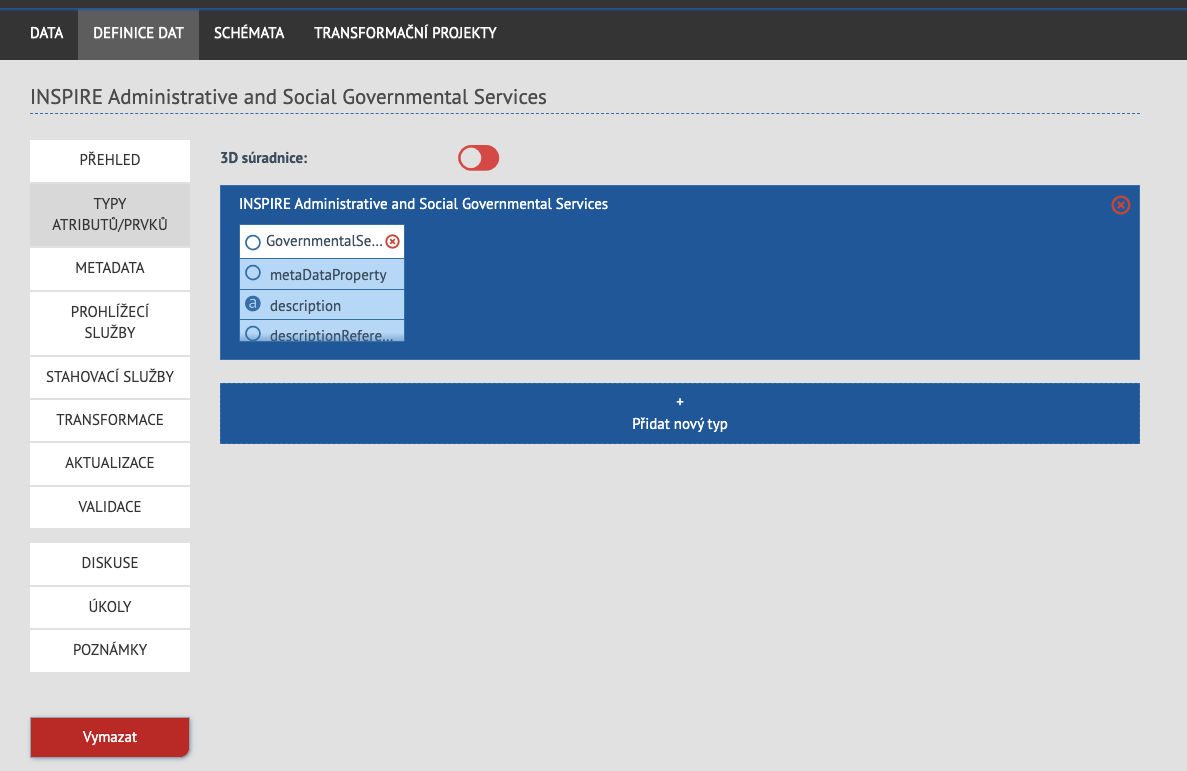 DATA
DEFINICE DAT
SCHÉMATA
TRANSFORMAČNÍ PROJEKTY
INSPIRE Administrative and Social Governmental Services
PŘEHLED
TYPY
ATRIBUTŮ/PRVKŮ
METADATA
PROHLÍŽECÍ
SLUŽBY
STAHOVACÍ SLUŽBY
TRANSFORMACE
AKTUALIZACE
VALIDACE
DISKUSE
ÚKOLY
POZNÁMKY
Vymazat
3D súradnice:
INSPIRE Administrative and Social Governmental Services
GovernmentalSe...
metaDataProperty
a description
descriptionRefere...
+
Přidat nový typ